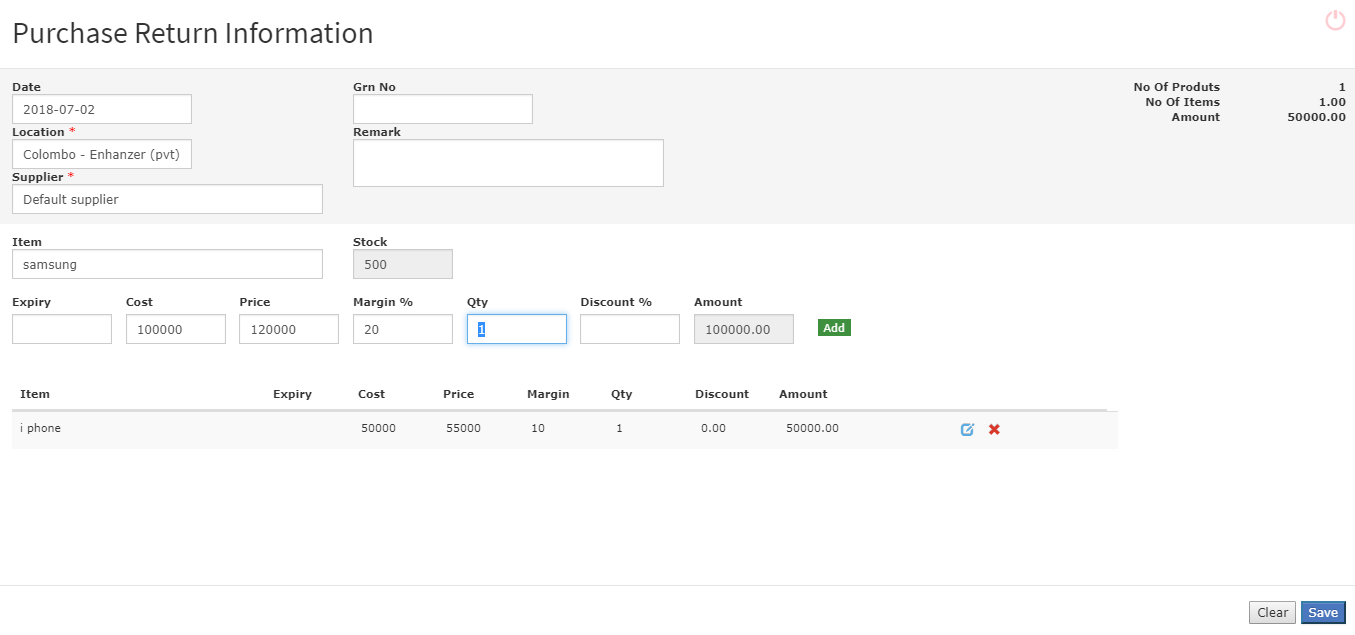 Purchase Return Information
Date
2018-07-02
Location *
Colombo - Enhanzer (pvt)
Supplier *
Default supplier
Grn No
Remark
No Of Produts 1
No Of Items 1.00
Amount 50000.00
Item Stock
samsung 500
Expiry Cost Price Margin % Qty Discount % Amount
100000 120000 20 1 100000.00 Add
Item Expiry Cost Price Margin Qty Discount Amount
i phone 50000 55000 10 1 0.00 50000.00
Clear Save